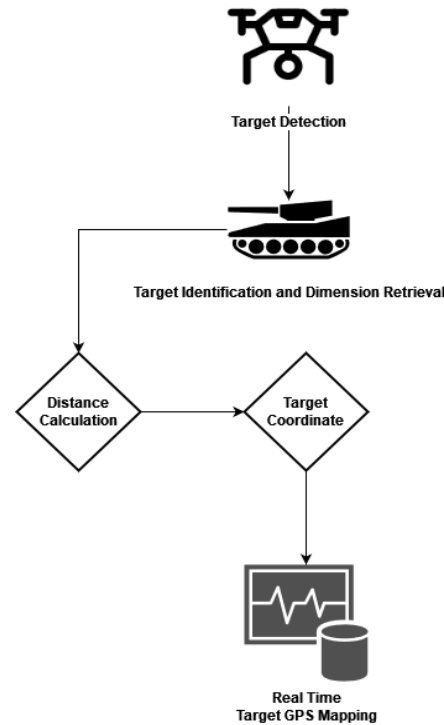 Target Detection
Target Identification and Dimension Retrieval
Distance
Calculation
Target
Coordinate
Real Time
Target GPS Mapping